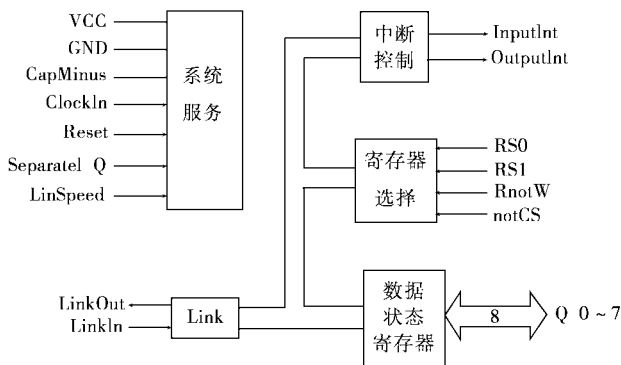 VCC
GND
CapMinus
ClockIn
Reset
SeparateI Q
LinSpeed
系统
服务
中断
控制
InputInt
OutputInt
寄存器
选择
RS0
RS1
RnotW
notCS
LinkOut
LinkIn
Link
数据
状态
寄存器
8
Q 0～7